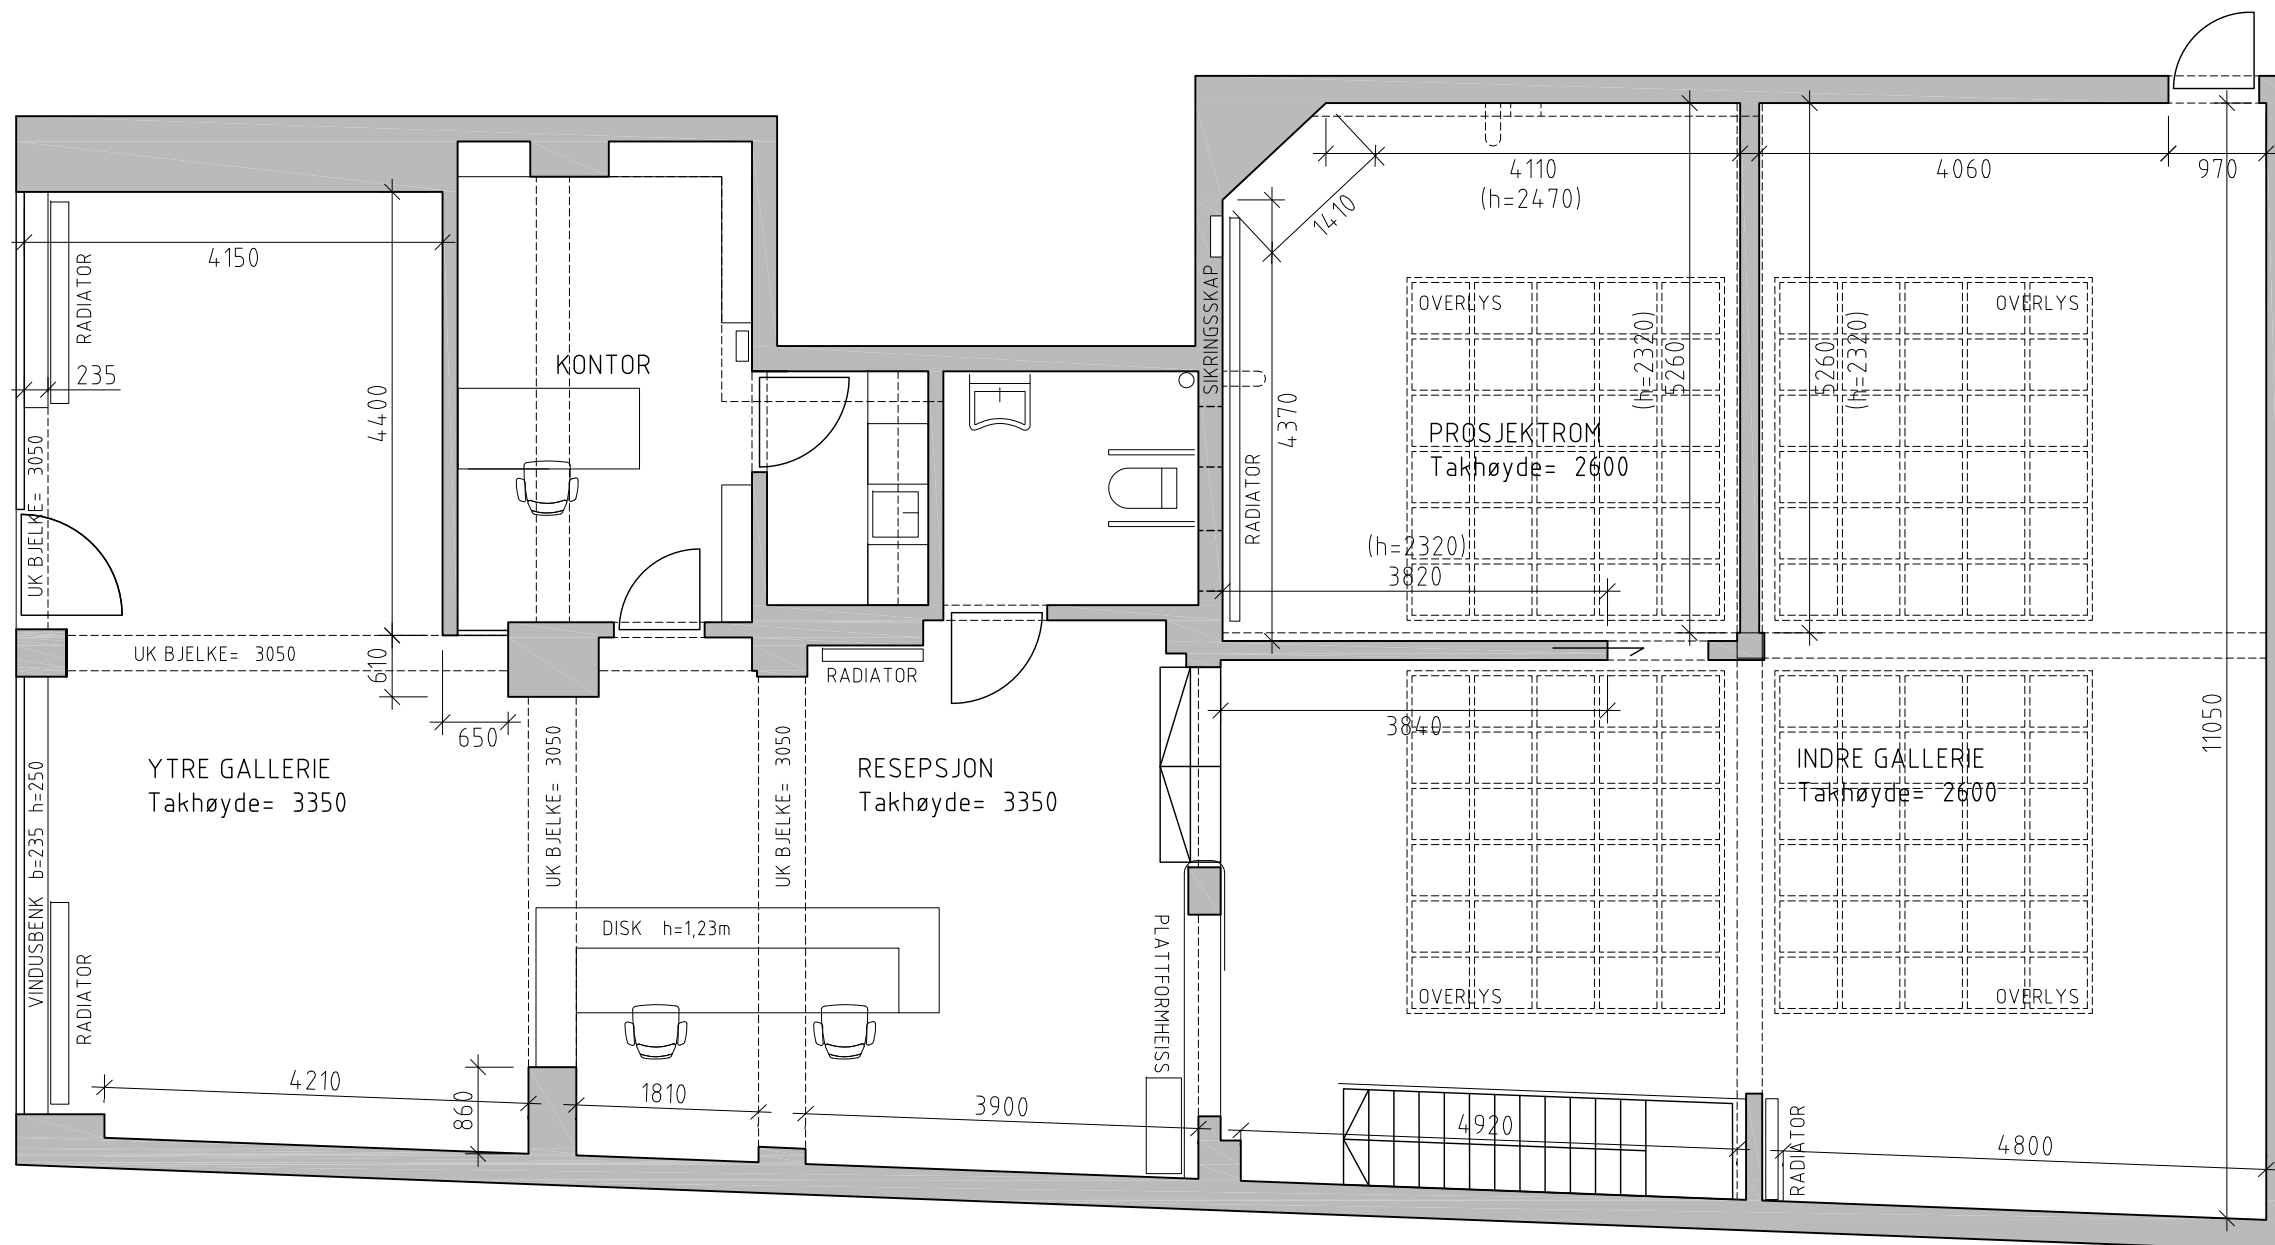 4110
(h=2470)
4060
970
1410
4150
RADIATOR
235
UK BJELKE= 3050
4400
KONTOR
SIKRINGSSKAP
4370
RADIATOR
OVERLYS
(h=2320)
5260
PROSJEKTROM
Takhøyde= 2600
(h=2320)
3820
OVERLYS
5260
(h=2320)
UK BJELKE= 3050
610
650
RADIATOR
3840
11050
YTRE GALLERIE
Takhøyde= 3350
UK BJELKE= 3050
UK BJELKE= 3050
RESEPSJON
Takhøyde= 3350
INDRE GALLERIE
Takhøyde= 2600
VINDUSBENK b=235 h=250
RADIATOR
DISK h=1,23m
PLATTFORMHEISS
OVERLYS
OVERLYS
4210
860
1810
3900
4920
RADIATOR
4800